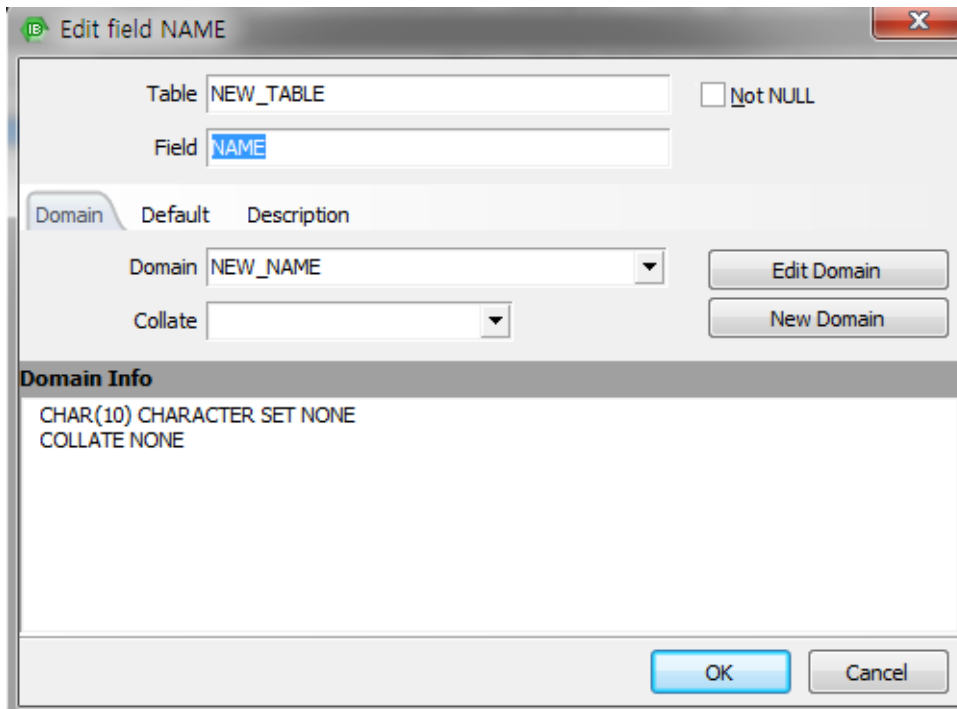 IB Edit field NAME
Table NEW_TABLE Not NULL
Field NAME
Domain Default Description
Domain NEW_NAME Edit Domain
Collate New Domain
Domain Info
CHAR(10) CHARACTER SET NONE
COLLATE NONE
OK Cancel